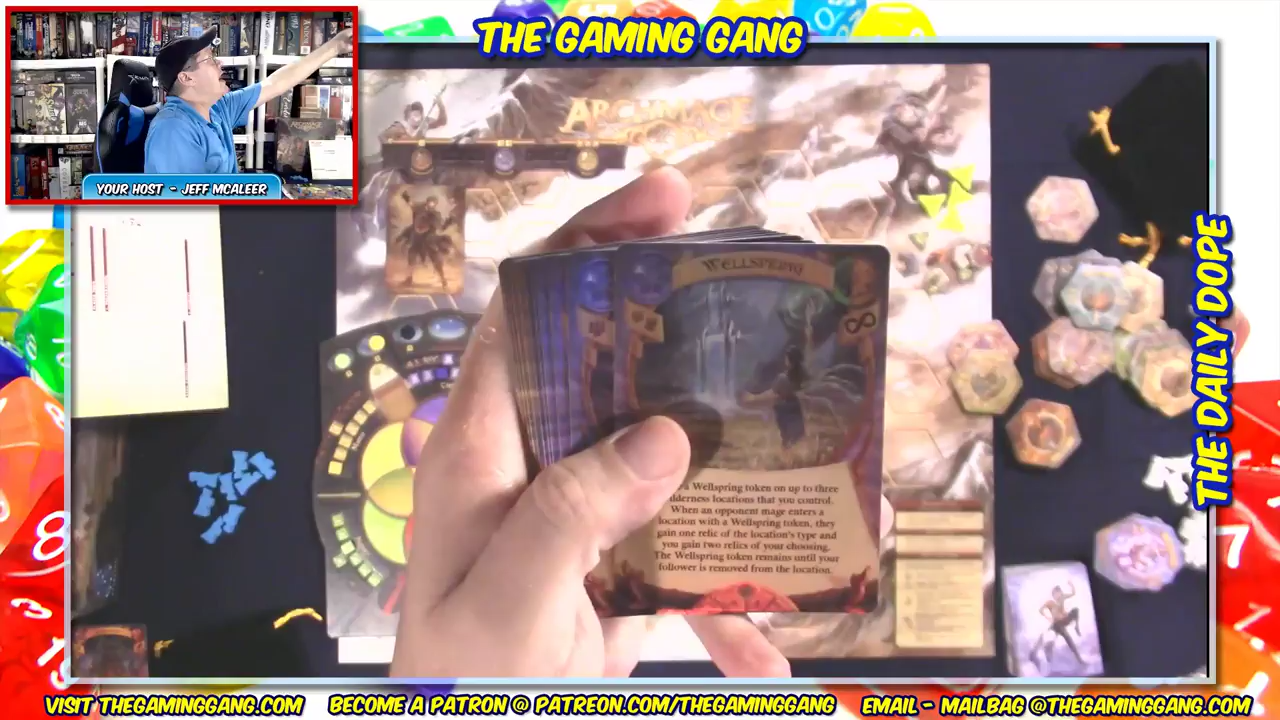 THE GAMING GANG
YOUR HOST - JEFF MCALEER
ARCHMAGE
WELLSPRING
a Wellspring token on up to three
wilderness locations that you control.
When an opponent mage enters a
location with a Wellspring token, they
gain one relic of the location's type and
you gain two relics of your choosing.
The Wellspring token remains until your
follower is removed from the location.
THE DAILY DOPE
VISIT THEGAMINGGANG.COM
BECOME A PATRON @ PATREON.COM/THEGAMINGGANG
EMAIL - MAILBAG @THEGAMINGGANG.COM